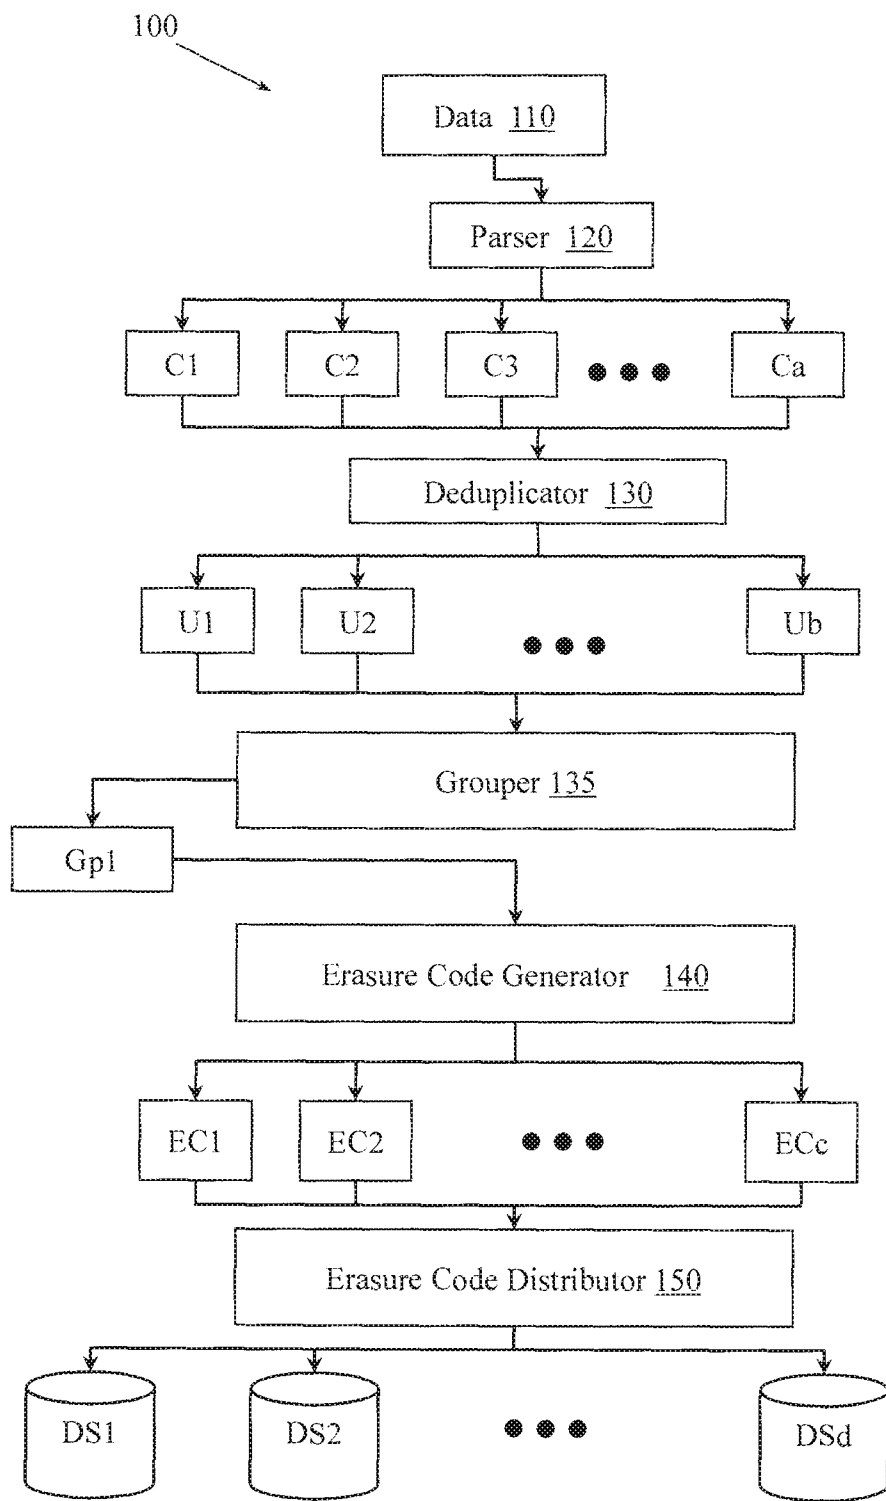 100
Data 110
Parser 120
C1 C2 C3 Ca
Deduplicator 130
U1 U2 Ub
Grouper 135
Gp1
Erasure Code Generator 140
EC1 EC2 ECc
Erasure Code Distributor 150
DS1 DS2 DSd